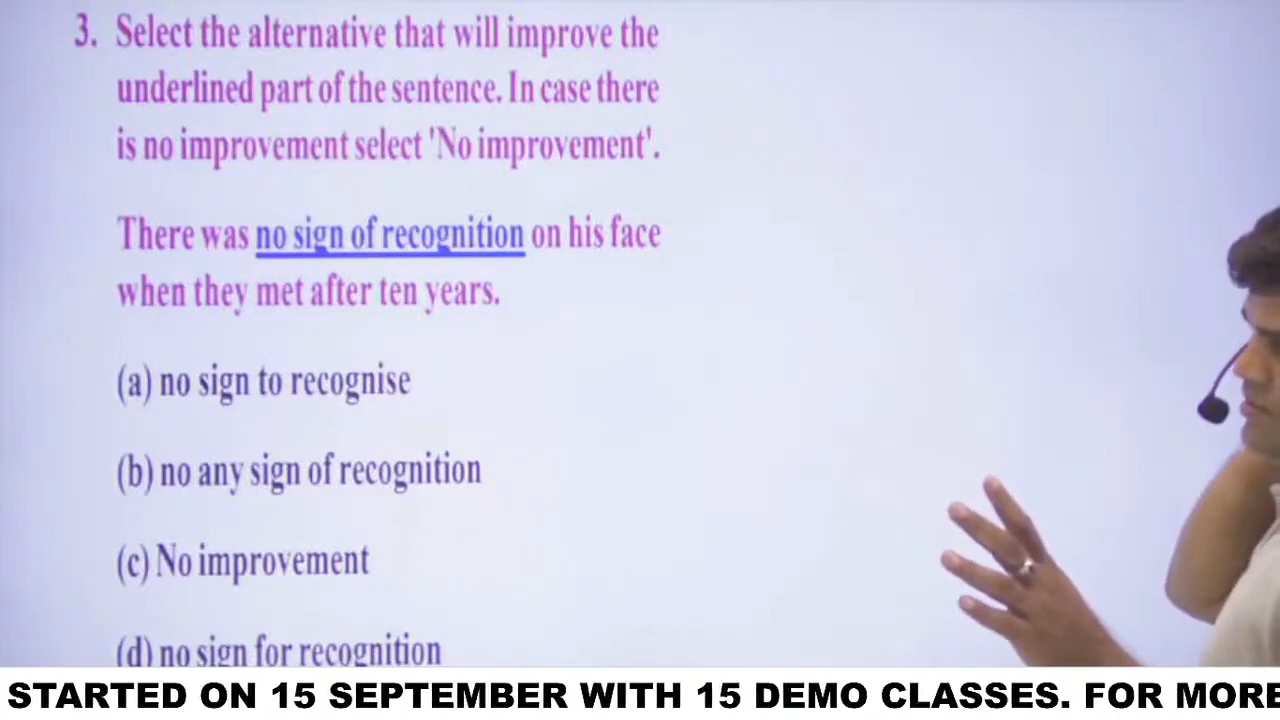 3. Select the alternative that will improve the
underlined part of the sentence. In case there
is no improvement select 'No improvement'.
There was no sign of recognition on his face
when they met after ten years.
(a) no sign to recognise
(b) no any sign of recognition
(c) No improvement
(d) no sign for recognition
STARTED ON 15 SEPTEMBER WITH 15 DEMO CLASSES. FOR MORE